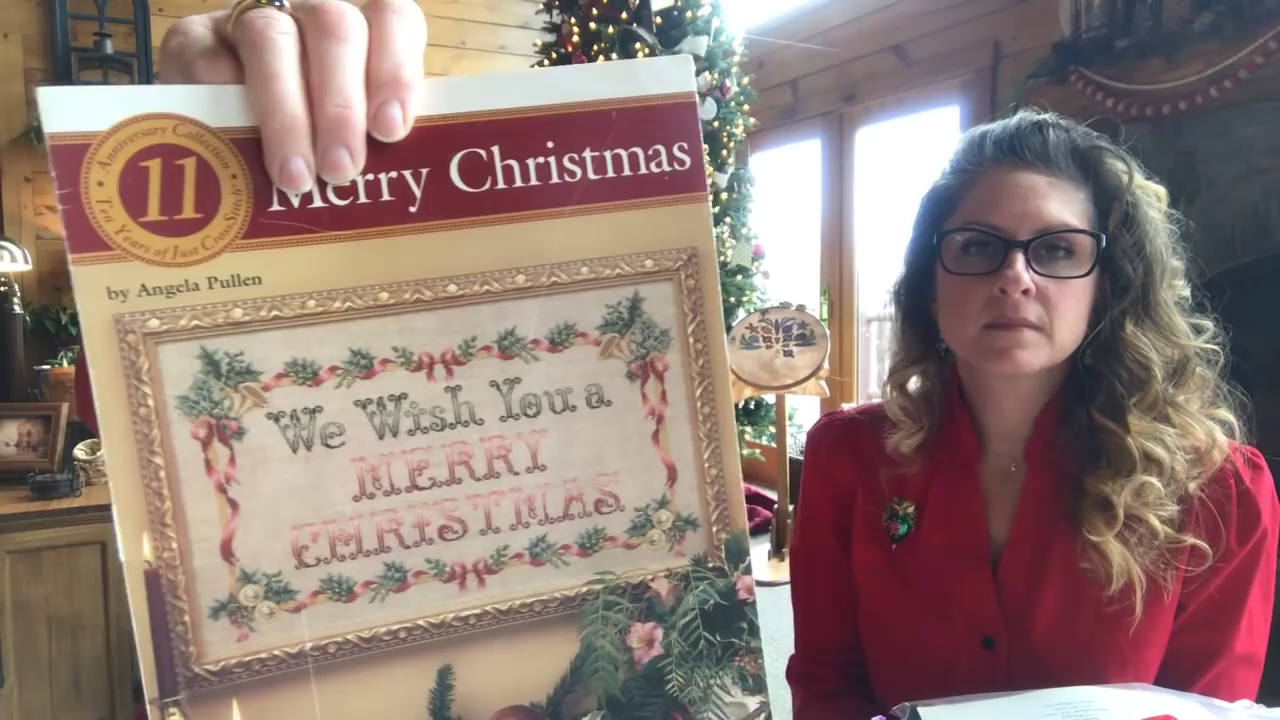 Anniversary Collection
11
Ten Years of Just CrossStitch
Merry Christmas
by Angela Pullen
We Wish You a
MERRY
CHRISTMAS